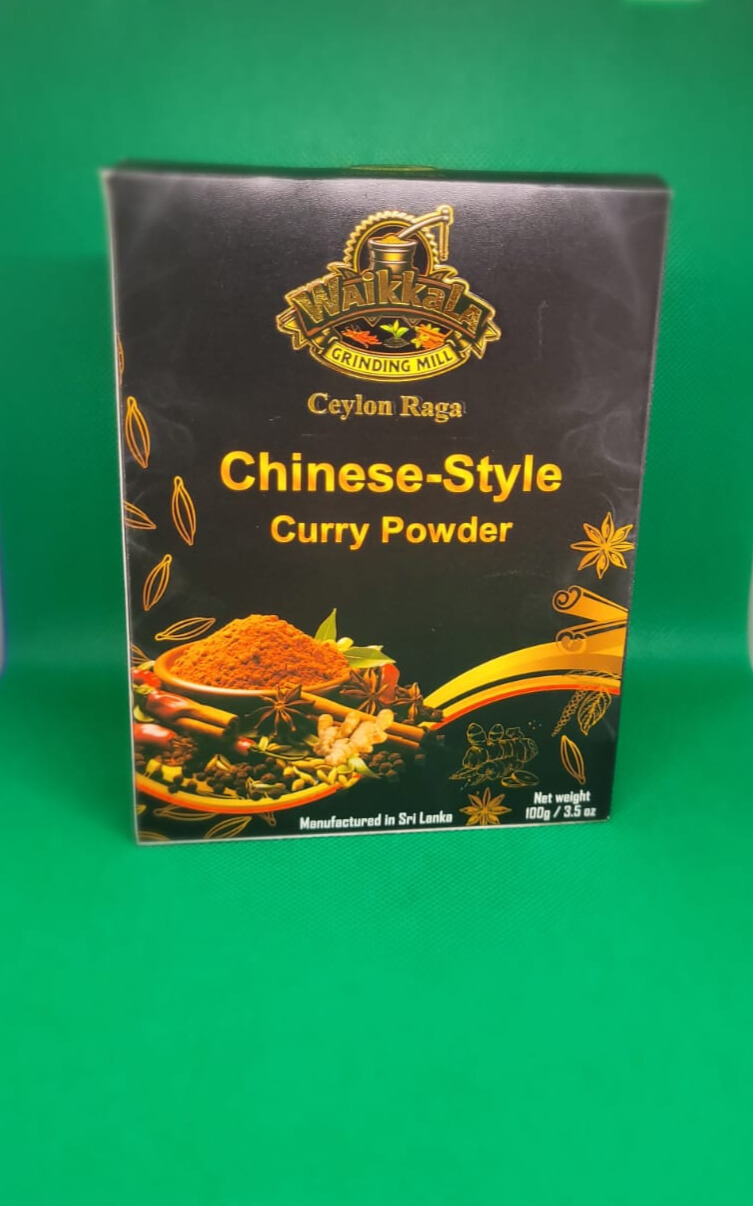 WAikkaLA
GRINDING MILL
Ceylon Raga
Chinese-Style
Curry Powder
Manufactured in Sri Lanka
Net weight
100g / 3.5 oz